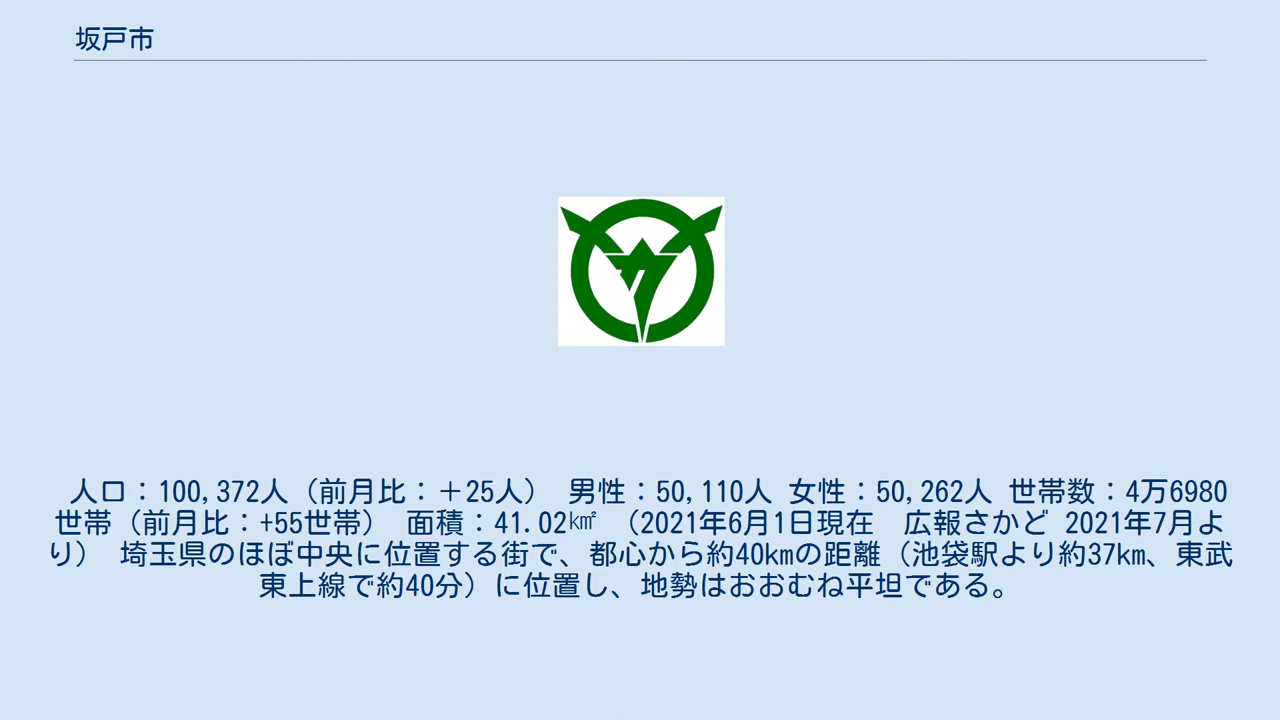 坂戸市
人口：100,372人（前月比：＋25人） 男性：50,110人 女性：50,262人 世帯数：4万6980
世帯（前月比：+55世帯） 面積：41.02㎢ （2021年6月1日現在　広報さかど 2021年7月よ
り） 埼玉県のほぼ中央に位置する街で、都心から約40kmの距離（池袋駅より約37km、東武
東上線で約40分）に位置し、地勢はおおむね平坦である。